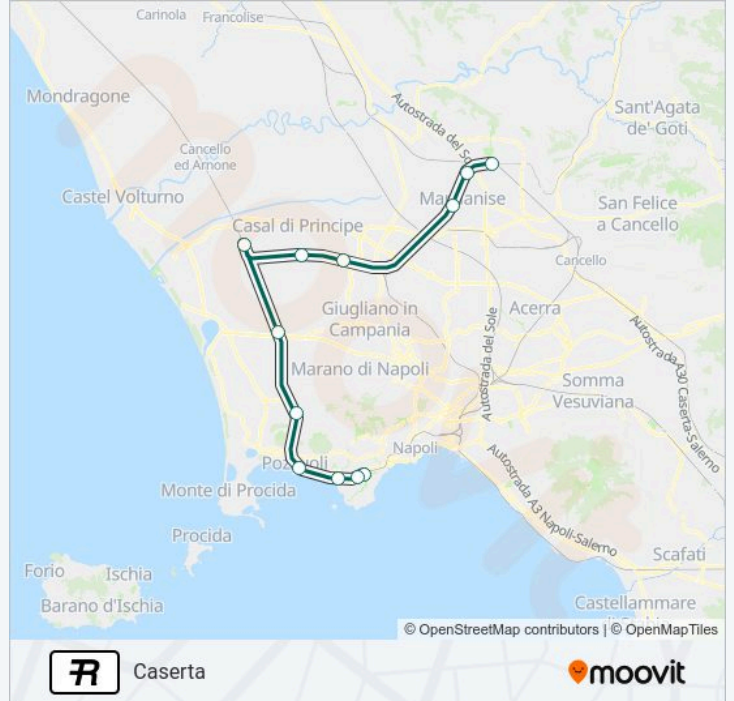 Carinola
Francolise
Mondragone
Autostrada del So
Sant'Agata
de' Goti
Cancello
ed Arnone
Castel Volturno
San Felice
a Cancello
Casal di Principe
Cancello
Giugliano in
Campania
Acerra
Autostrada del Sole
Autostrada A30 Caserta-Salerno
Marano di Napoli
Somma
Vesuviana
Napoli
Monte di Procida
Autostrada A3 Napoli-Salerno
Procida
Scafati
Forio
Ischia
Barano d'Ischia
Castellammare
© OpenStreetMap contributors | © OpenMapTiles
R
Caserta
moovit